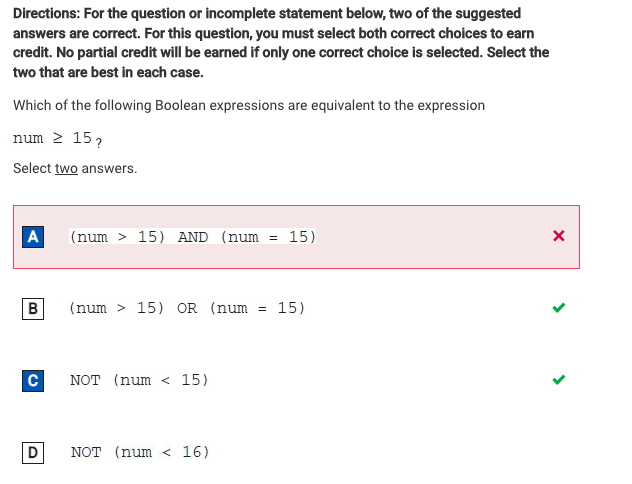 Directions: For the question or incomplete statement below, two of the suggested
answers are correct. For this question, you must select both correct choices to earn
credit. No partial credit will be earned if only one correct choice is selected. Select the
two that are best in each case.
Which of the following Boolean expressions are equivalent to the expression
num ≥ 15?
Select two answers.
A (num > 15) AND (num = 15)
B (num > 15) OR (num = 15)
C NOT (num < 15)
D NOT (num < 16)